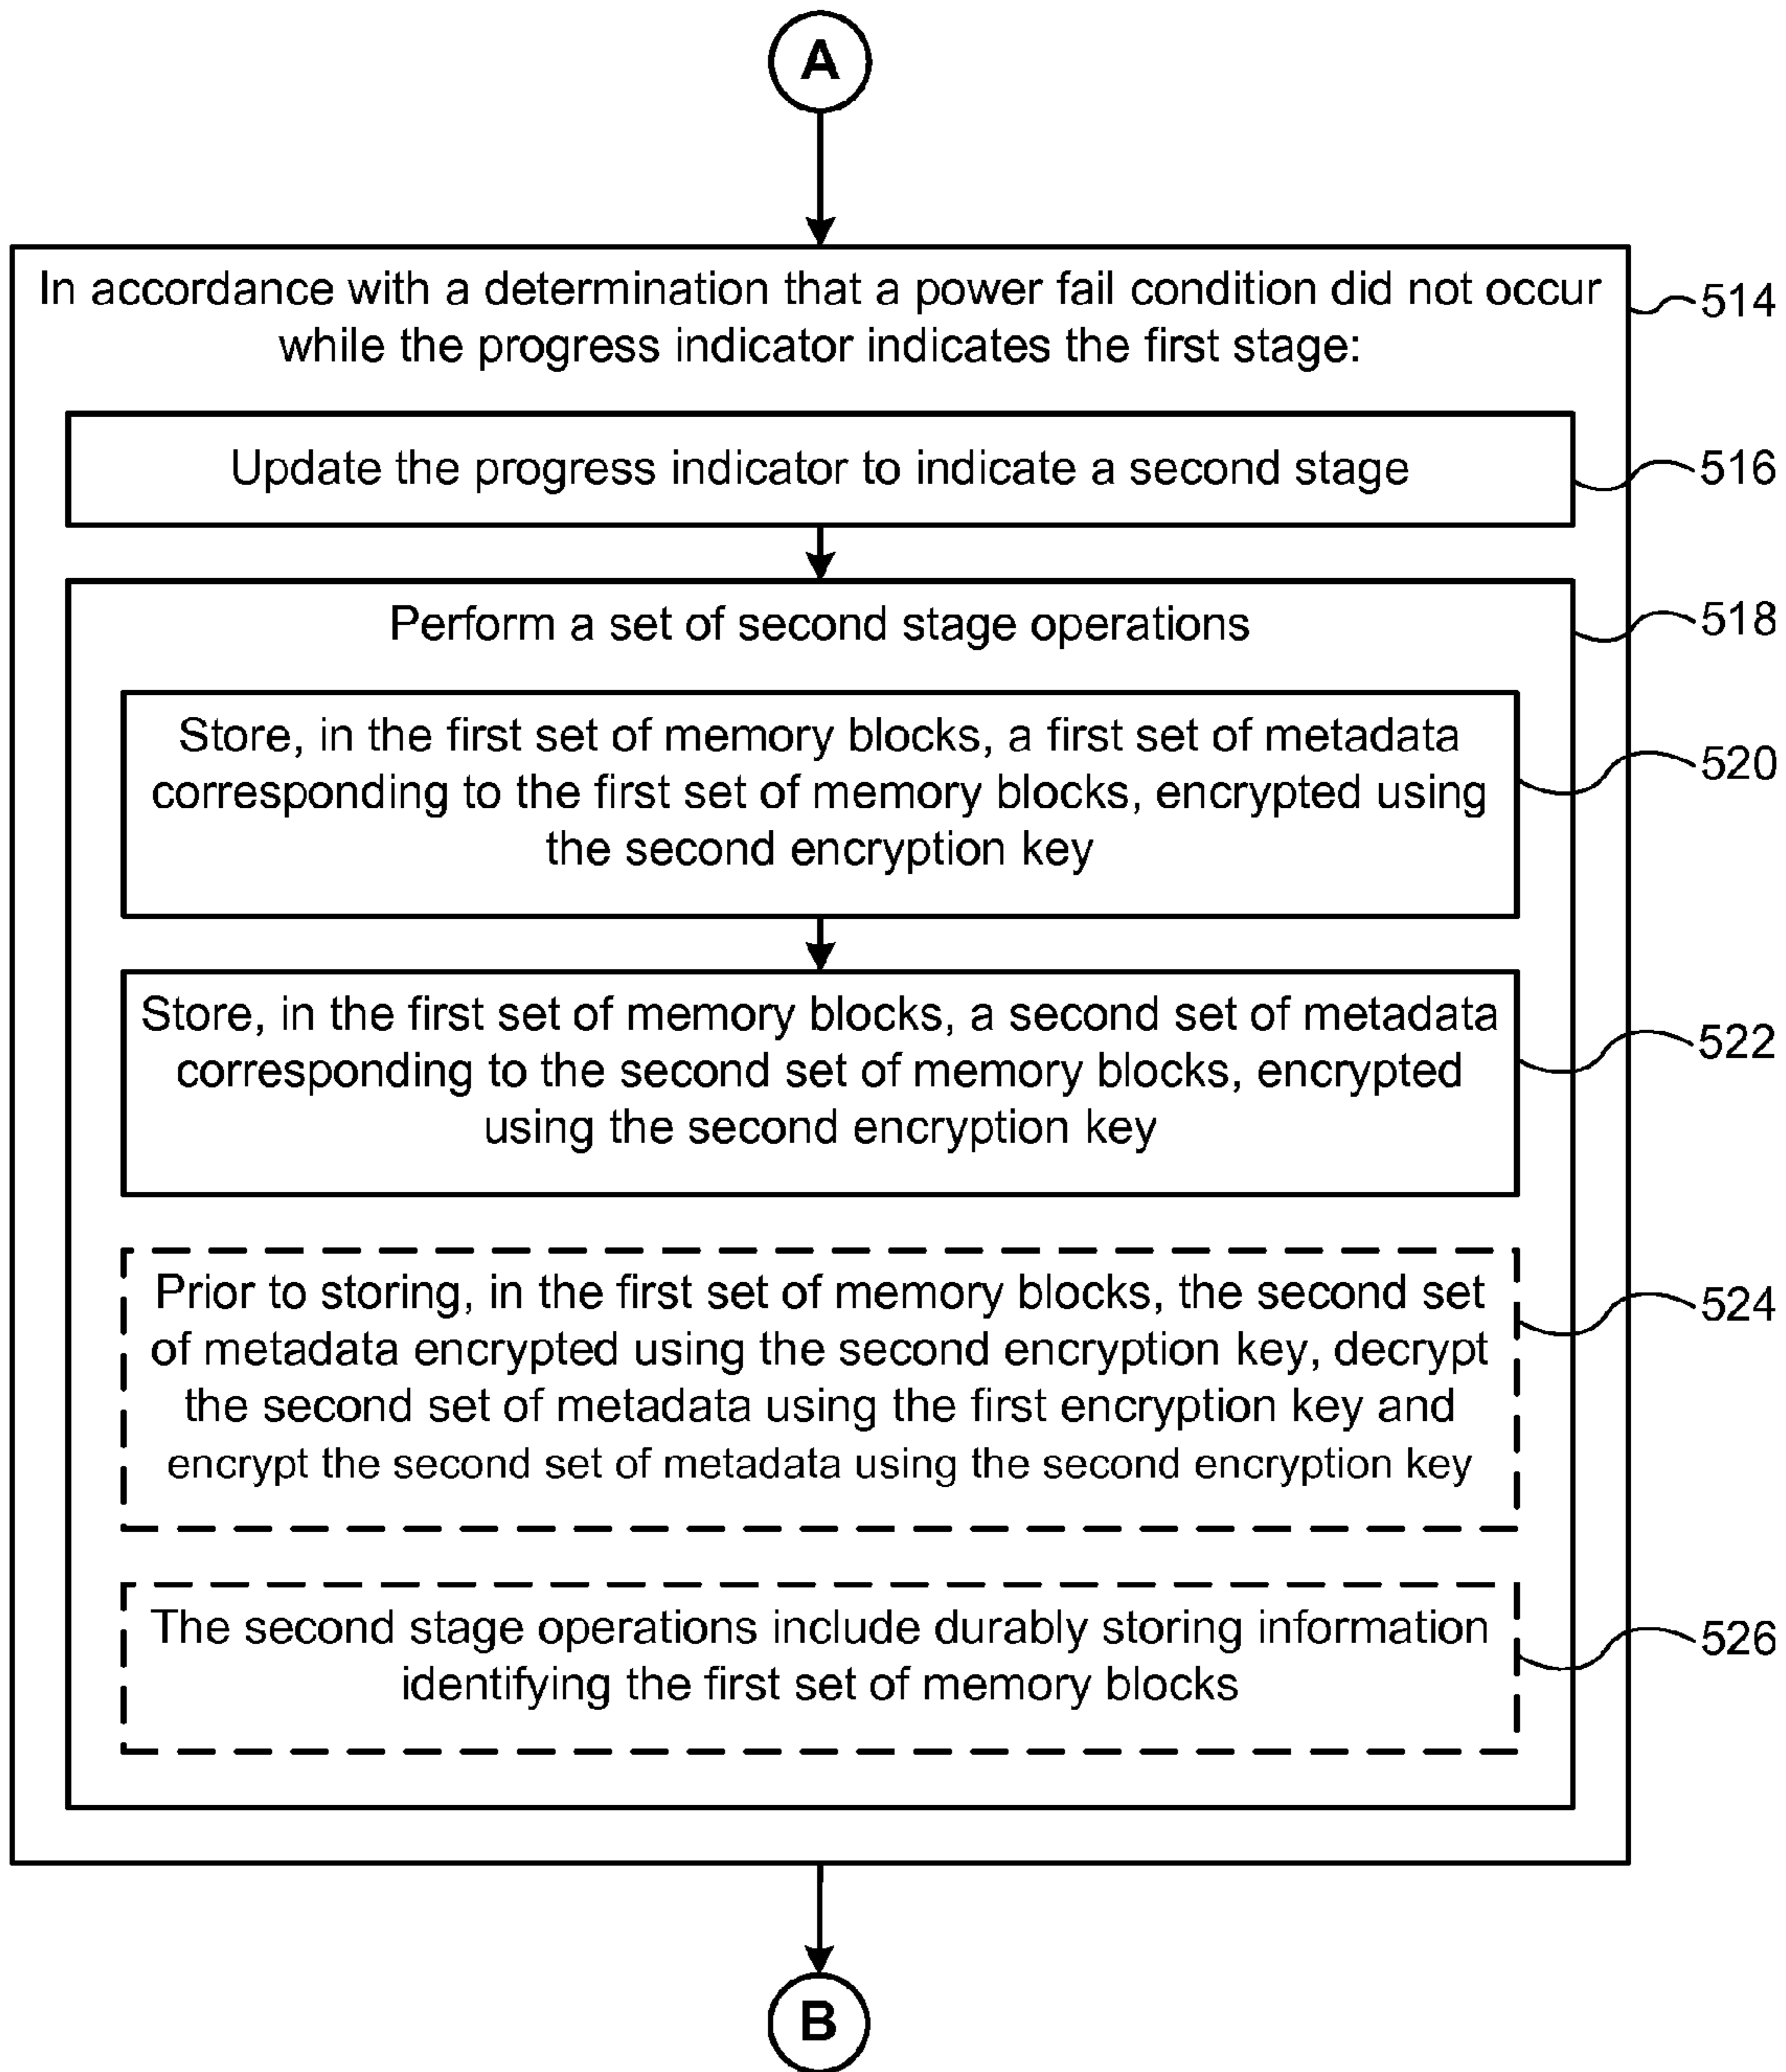 A
In accordance with a determination that a power fail condition did not occur
while the progress indicator indicates the first stage:
514
Update the progress indicator to indicate a second stage
516
Perform a set of second stage operations
518
Store, in the first set of memory blocks, a first set of metadata
corresponding to the first set of memory blocks, encrypted using
the second encryption key
520
Store, in the first set of memory blocks, a second set of metadata
corresponding to the second set of memory blocks, encrypted
using the second encryption key
522
Prior to storing, in the first set of memory blocks, the second set
of metadata encrypted using the second encryption key, decrypt
the second set of metadata using the first encryption key and
encrypt the second set of metadata using the second encryption key
524
The second stage operations include durably storing information
identifying the first set of memory blocks
526
B